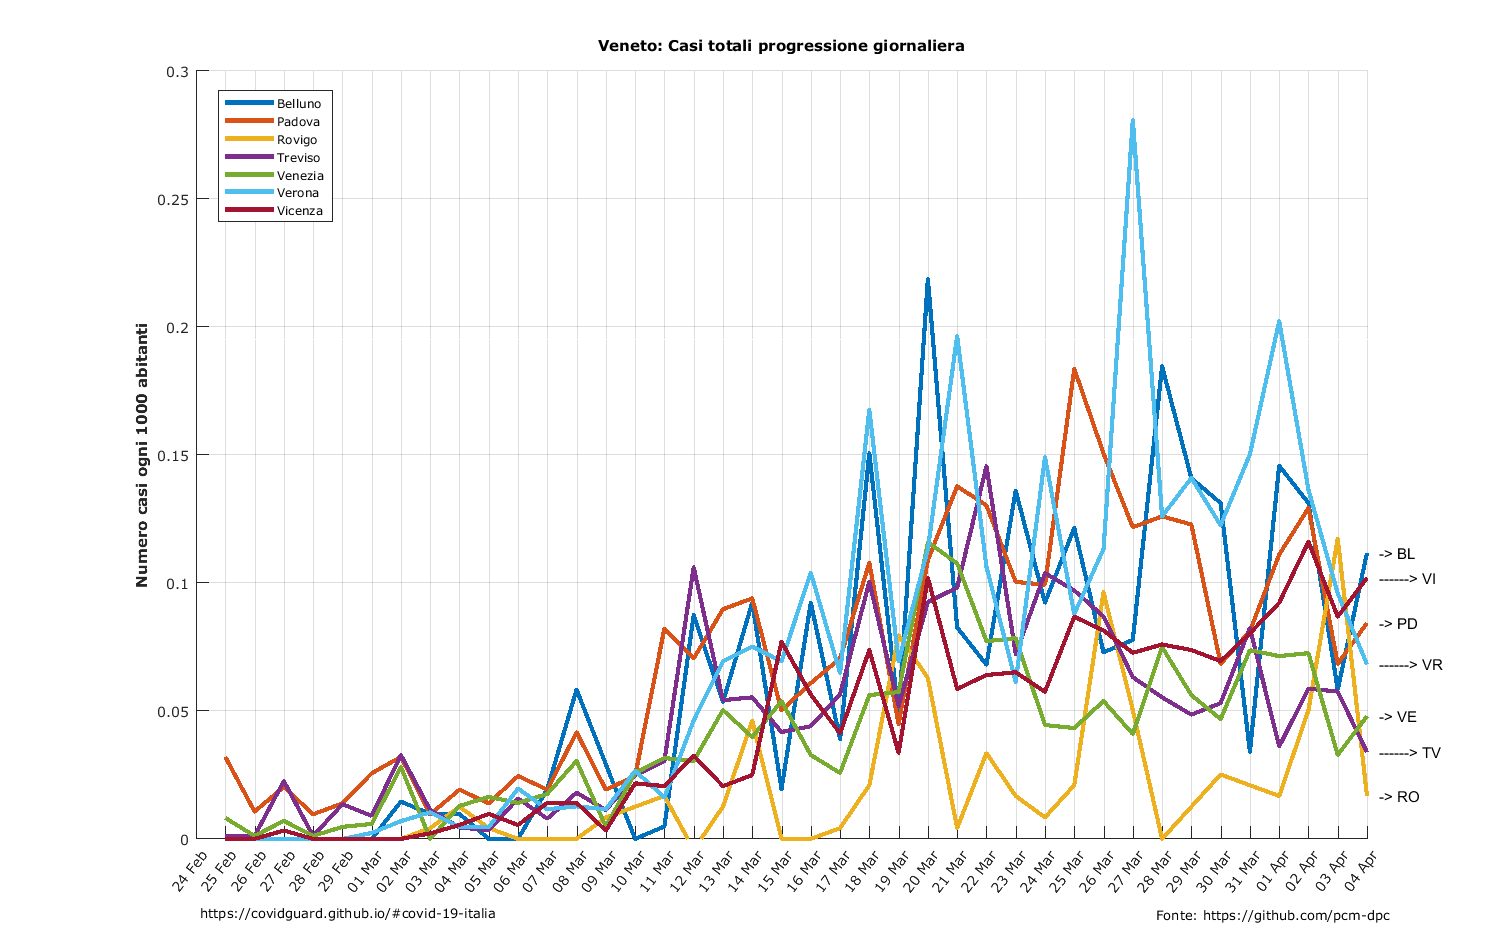 Veneto: Casi totali progressione giornaliera
Numero casi ogni 1000 abitanti
0.3
0.25
0.2
0.15
0.1
0.05
0
Belluno
Padova
Rovigo
Treviso
Venezia
Verona
Vicenza
-> BL
------> VI
-> PD
------> VR
-> VE
------> TV
-> RO
24 Feb
25 Feb
26 Feb
27 Feb
28 Feb
29 Feb
01 Mar
02 Mar
03 Mar
04 Mar
05 Mar
06 Mar
07 Mar
08 Mar
09 Mar
10 Mar
11 Mar
12 Mar
13 Mar
14 Mar
15 Mar
16 Mar
17 Mar
18 Mar
19 Mar
20 Mar
21 Mar
22 Mar
23 Mar
24 Mar
25 Mar
26 Mar
27 Mar
28 Mar
29 Mar
30 Mar
31 Mar
01 Apr
02 Apr
03 Apr
04 Apr
https://covidguard.github.io/#covid-19-italia
Fonte: https://github.com/pcm-dpc